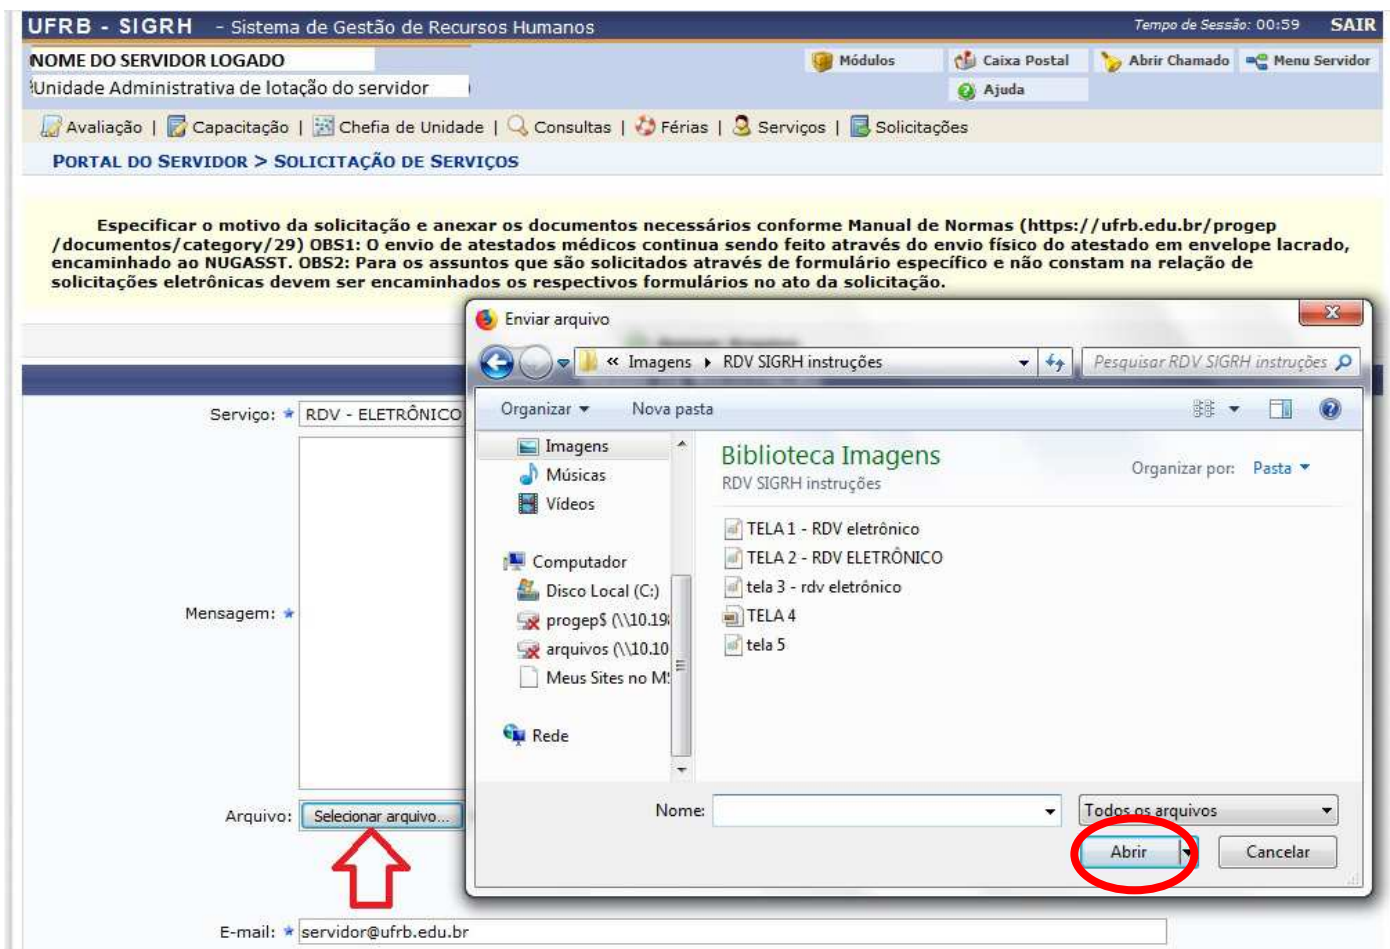 UFRB - SIGRH - Sistema de Gestão de Recursos Humanos
Tempo de Sessão: 00:59 SAIR
NOME DO SERVIDOR LOGADO
Unidade Administrativa de lotação do servidor
Módulos Caixa Postal Abrir Chamado Menu Servidor
Ajuda
Avaliação | Capacitação | Chefia de Unidade | Consultas | Férias | Serviços | Solicitações
PORTAL DO SERVIDOR > SOLICITAÇÃO DE SERVIÇOS
Especificar o motivo da solicitação e anexar os documentos necessários conforme Manual de Normas (https://ufrb.edu.br/progep
/documentos/category/29) OBS1: O envio de atestados médicos continua sendo feito através do envio físico do atestado em envelope lacrado,
encaminhado ao NUGASST. OBS2: Para os assuntos que são solicitados através de formulário específico e não constam na relação de
solicitações eletrônicas devem ser encaminhados os respectivos formulários no ato da solicitação.
Serviço: RDV - ELETRÔNICO
Mensagem:
Arquivo: Selecionar arquivo...
E-mail: servidor@ufrb.edu.br
Enviar arquivo
« Imagens RDV SIGRH instruções
Pesquisar RDV SIGRH instruções
Organizar Nova pasta
Imagens
Músicas
Vídeos
Computador
Disco Local (C:)
progep$ (\\10.19
arquivos (\\10.10
Meus Sites no M
Rede
Biblioteca Imagens
RDV SIGRH instruções
Organizar por: Pasta
TELA 1 - RDV eletrônico
TELA 2 - RDV ELETRÔNICO
tela 3 - rdv eletrônico
TELA 4
tela 5
Nome:
Todos os arquivos
Abrir Cancelar